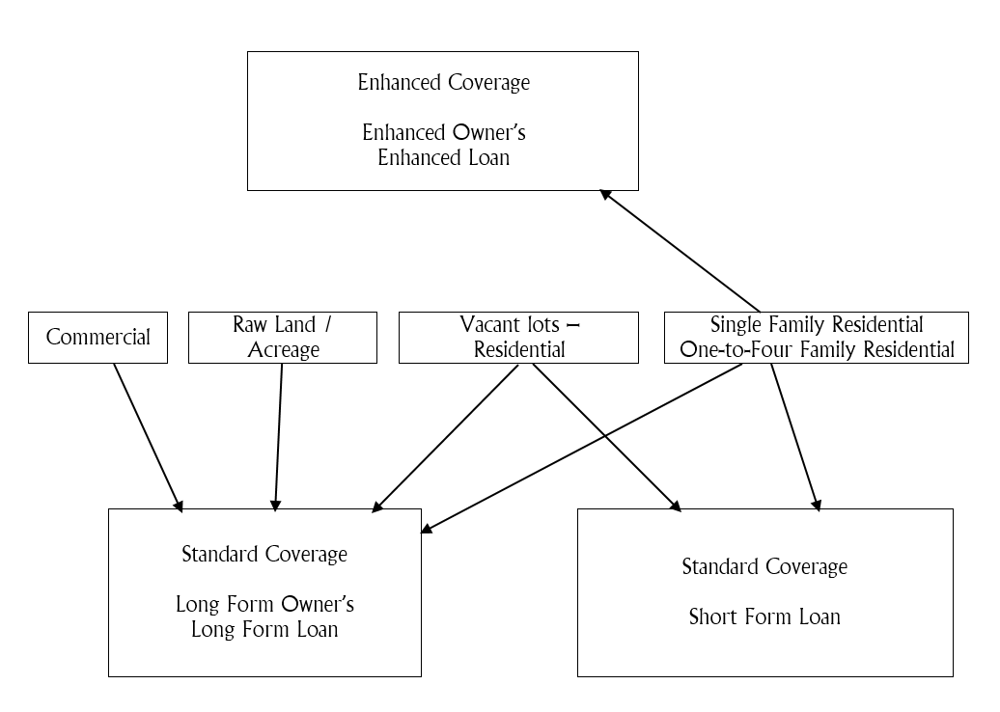 Enhanced Coverage
Enhanced Owner's
Enhanced Loan
Commercial
Raw Land /
Acreage
Vacant lots –
Residential
Single Family Residential
One-to-Four Family Residential
Standard Coverage
Long Form Owner's
Long Form Loan
Standard Coverage
Short Form Loan